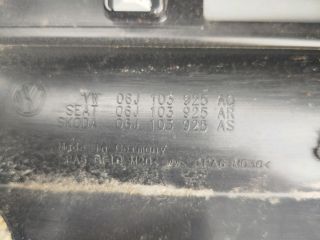 VW 06J 103 925 AQ
SEAT 06J 103 925 AR
SKODA 06J 103 925 AS
Made in Germany